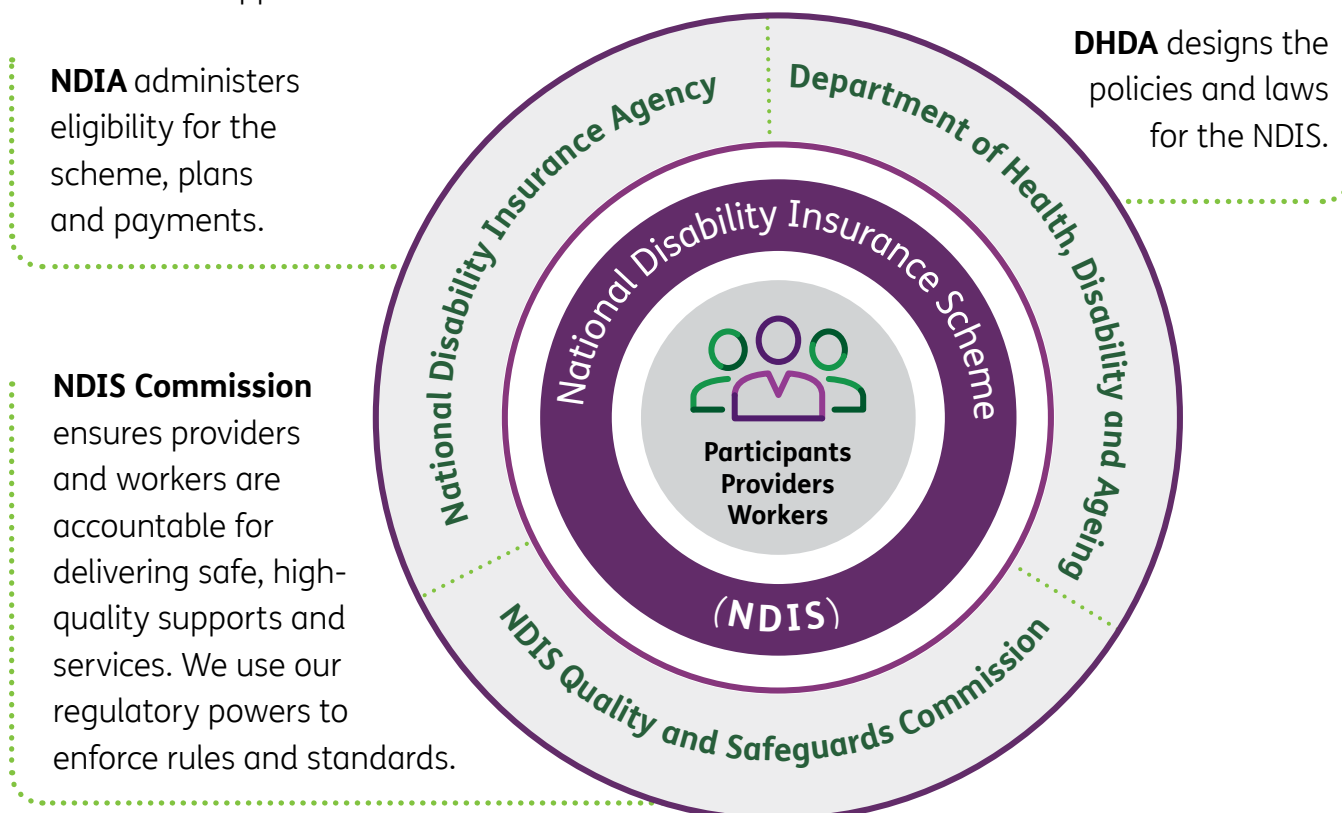 NDIA administers
eligibility for the
scheme, plans
and payments.
DHDA designs the
policies and laws
for the NDIS.
NDIS Commission
ensures providers
and workers are
accountable for
delivering safe, high-
quality supports and
services. We use our
regulatory powers to
enforce rules and standards.
National Disability Insurance Agency
Department of Health, Disability and Ageing
NDIS Quality and Safeguards Commission
National Disability Insurance Scheme
(NDIS)
Participants
Providers
Workers